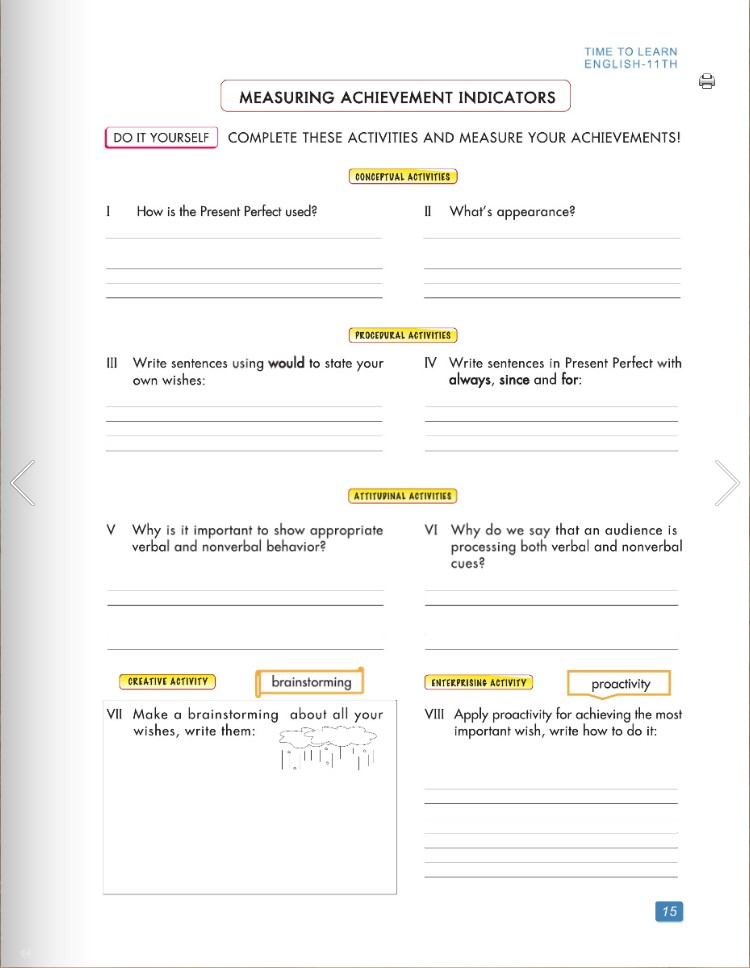 TIME TO LEARN
ENGLISH-11TH
MEASURING ACHIEVEMENT INDICATORS
DO IT YOURSELF COMPLETE THESE ACTIVITIES AND MEASURE YOUR ACHIEVEMENTS!
CONCEPTUAL ACTIVITIES
I How is the Present Perfect used?
II What's appearance?
PROCEDURAL ACTIVITIES
III Write sentences using would to state your
own wishes:
IV Write sentences in Present Perfect with
always, since and for:
ATTITUDINAL ACTIVITIES
V Why is it important to show appropriate
verbal and nonverbal behavior?
VI Why do we say that an audience is
processing both verbal and nonverbal
cues?
CREATIVE ACTIVITY brainstorming
VII Make a brainstorming about all your
wishes, write them:
ENTERPRISING ACTIVITY proactivity
VIII Apply proactivity for achieving the most
important wish, write how to do it:
15